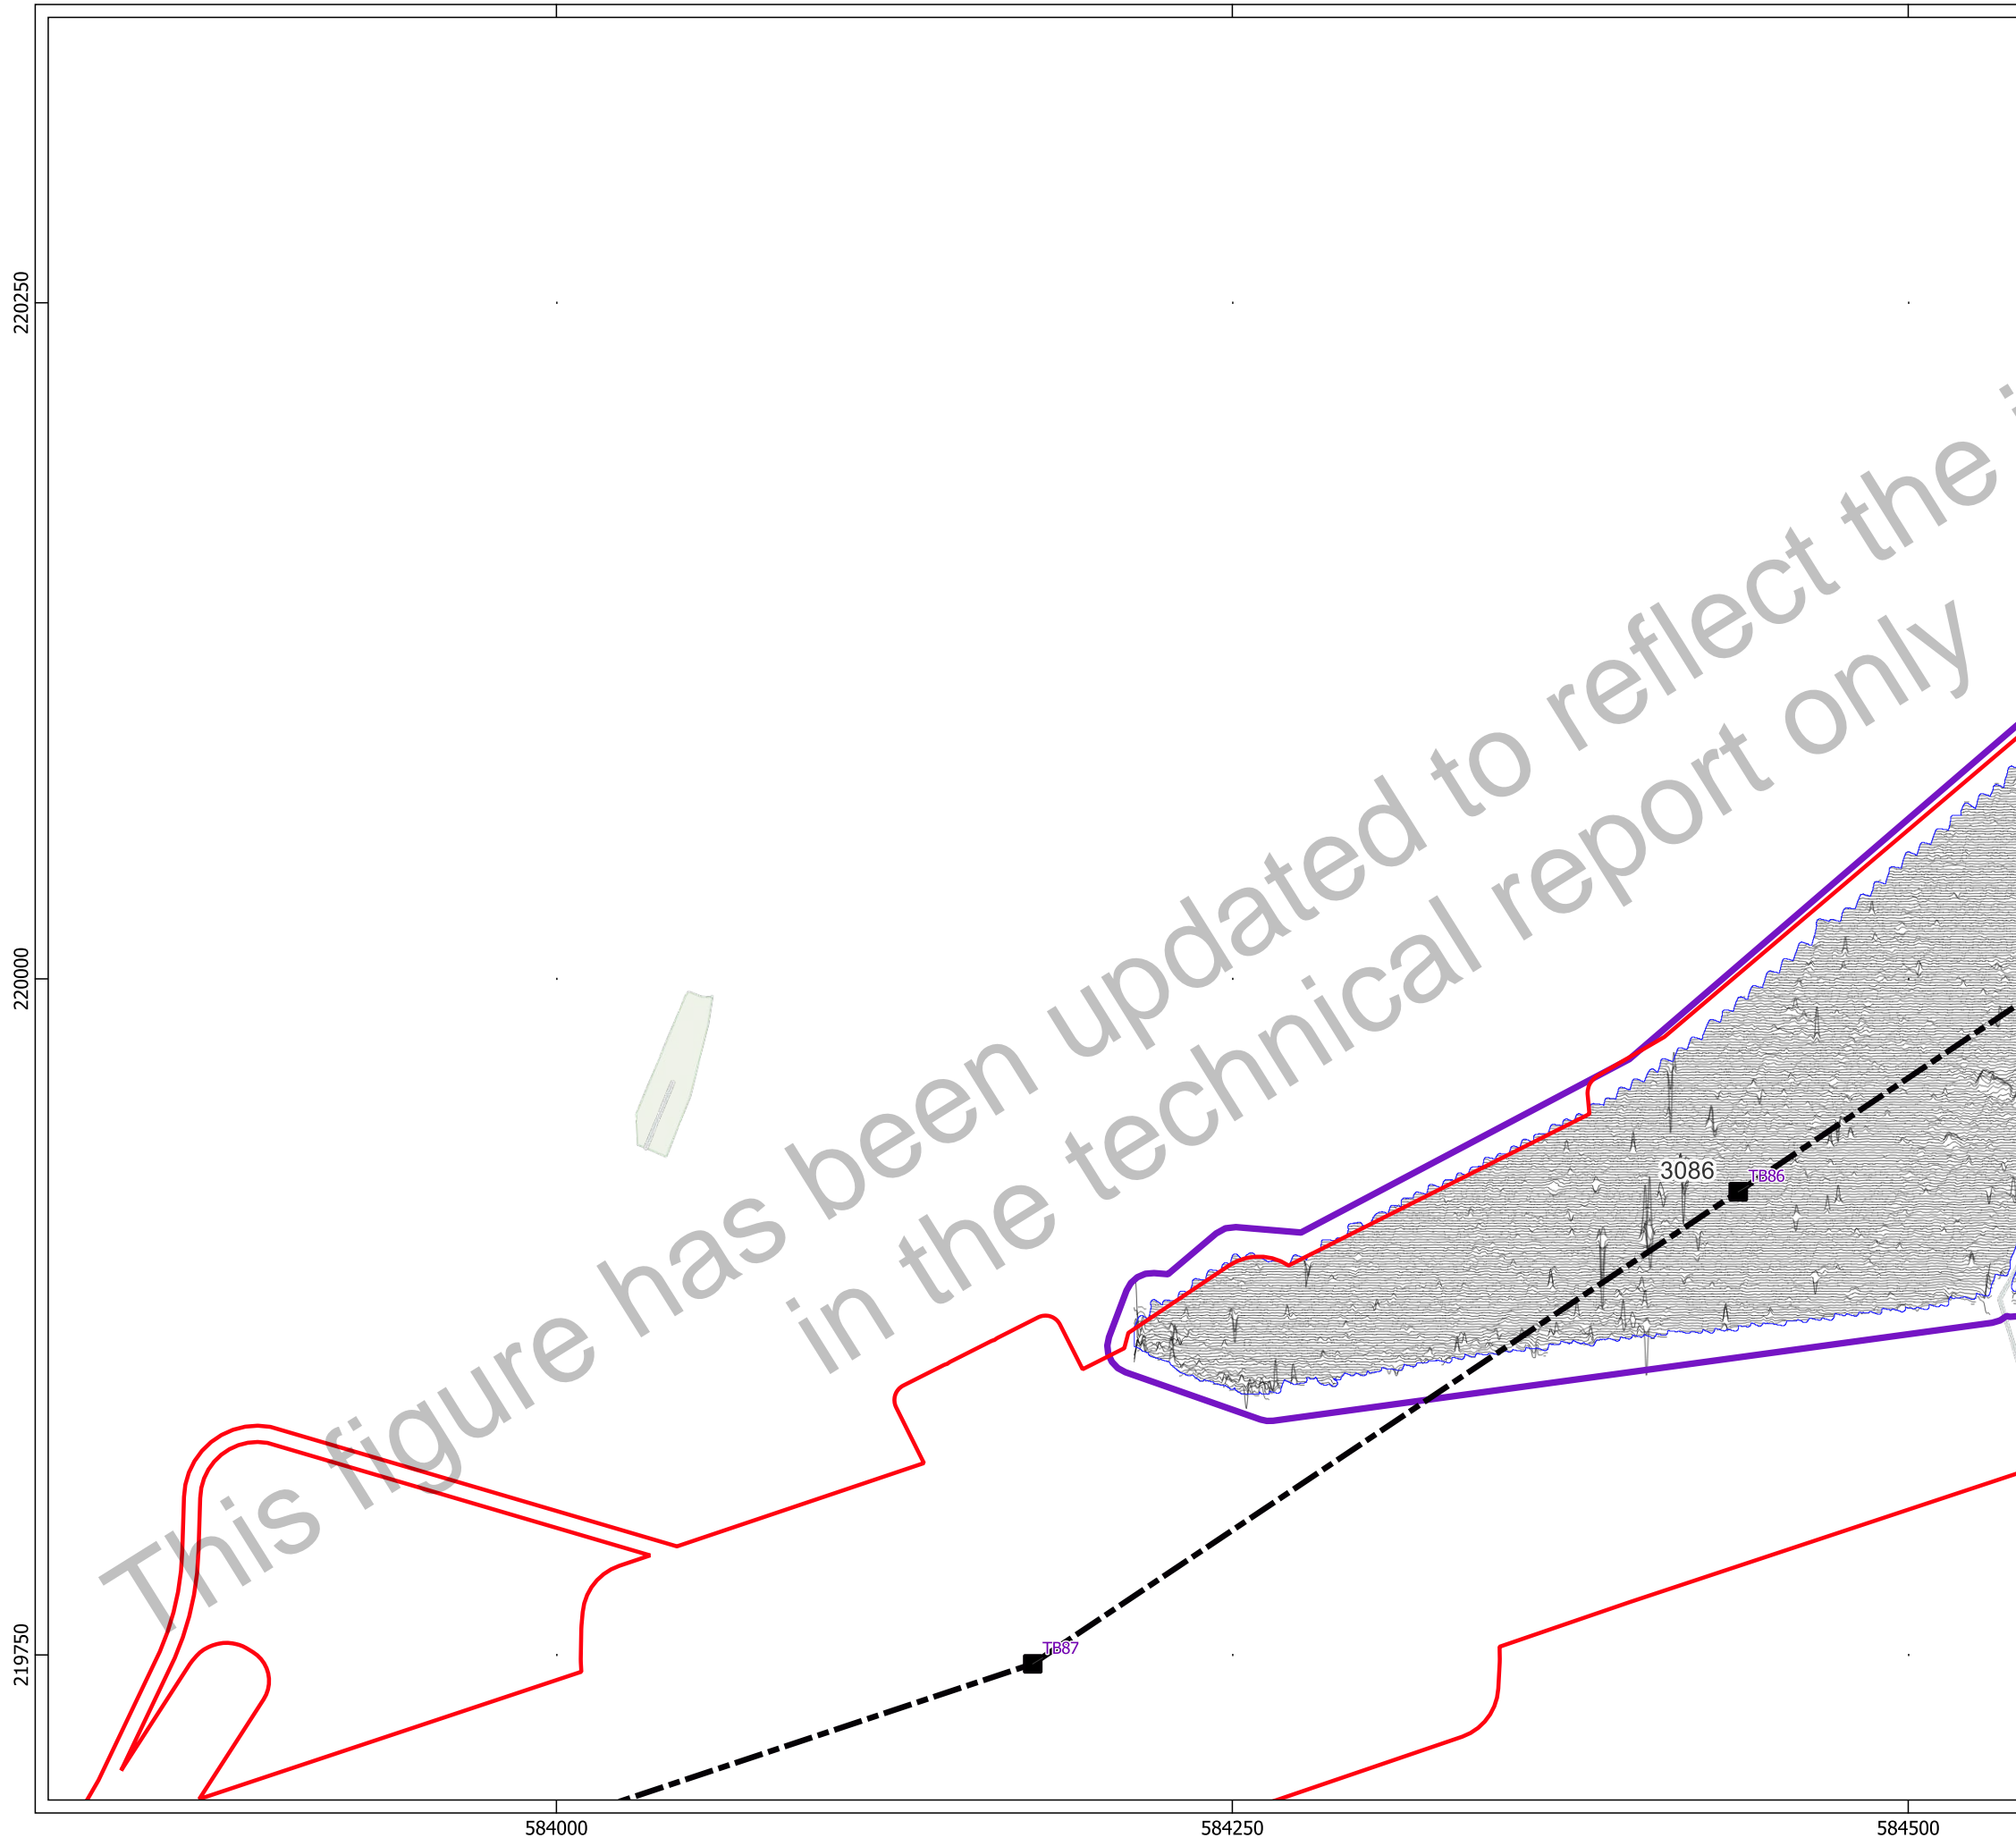 220250
This figure has been updated to reflect the
in the technical report only
220000
3086
TB86
TB87
219750
584000
584250
584500